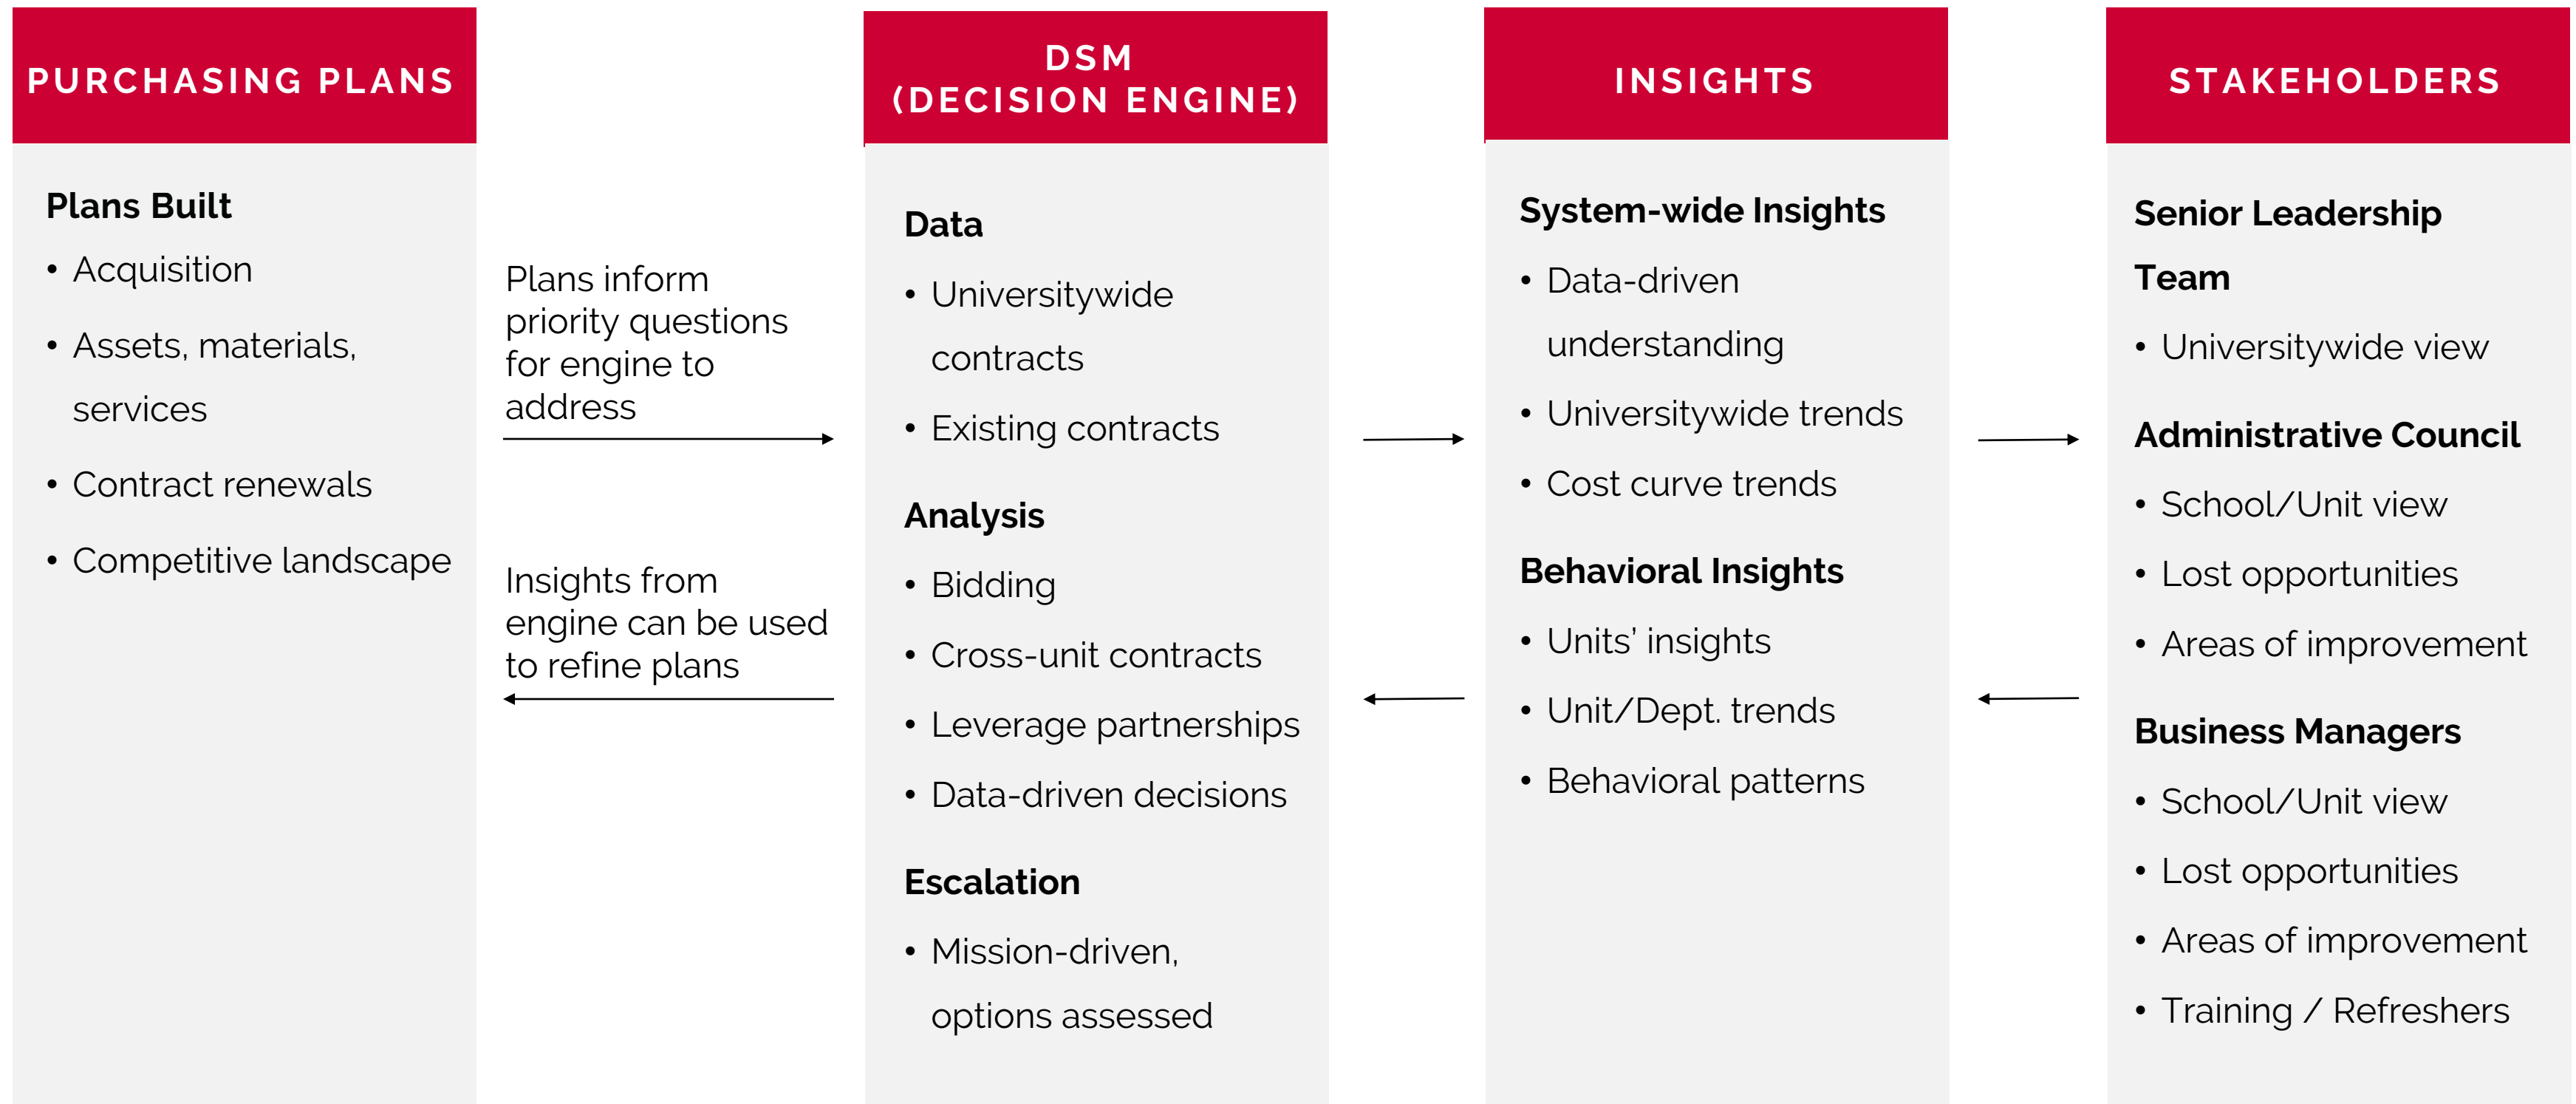 PURCHASING PLANS
Plans Built
• Acquisition
• Assets, materials,
services
• Contract renewals
• Competitive landscape
Plans inform
priority questions
for engine to
address
Insights from
engine can be used
to refine plans
DSM
(DECISION ENGINE)
Data
• Universitywide
contracts
• Existing contracts
Analysis
• Bidding
• Cross-unit contracts
• Leverage partnerships
• Data-driven decisions
Escalation
• Mission-driven,
options assessed
INSIGHTS
System-wide Insights
• Data-driven
understanding
• Universitywide trends
• Cost curve trends
Behavioral Insights
• Units’ insights
• Unit/Dept. trends
• Behavioral patterns
STAKEHOLDERS
Senior Leadership
Team
• Universitywide view
Administrative Council
• School/Unit view
• Lost opportunities
• Areas of improvement
Business Managers
• School/Unit view
• Lost opportunities
• Areas of improvement
• Training / Refreshers